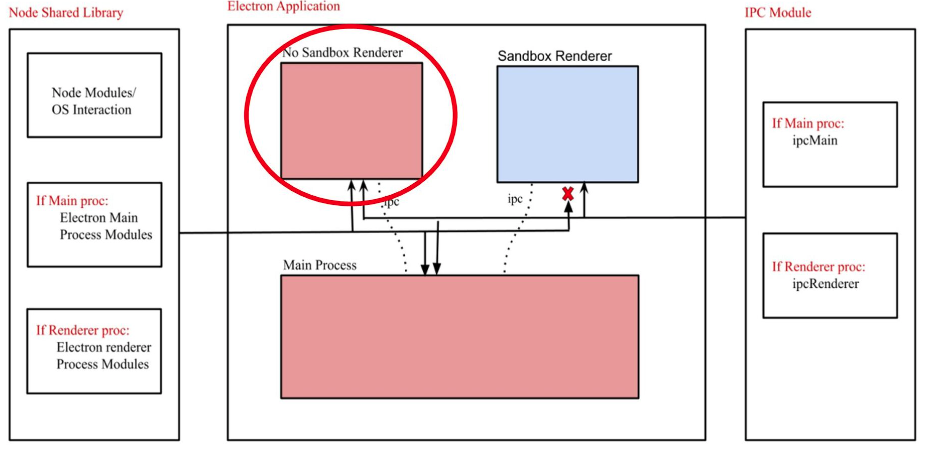 Node Shared Library
Node Modules/
OS Interaction
If Main proc:
Electron Main
Process Modules
If Renderer proc:
Electron renderer
Process Modules
Electron Application
No Sandbox Renderer
Sandbox Renderer
ipc
ipc
Main Process
IPC Module
If Main proc:
ipcMain
If Renderer proc:
ipcRenderer